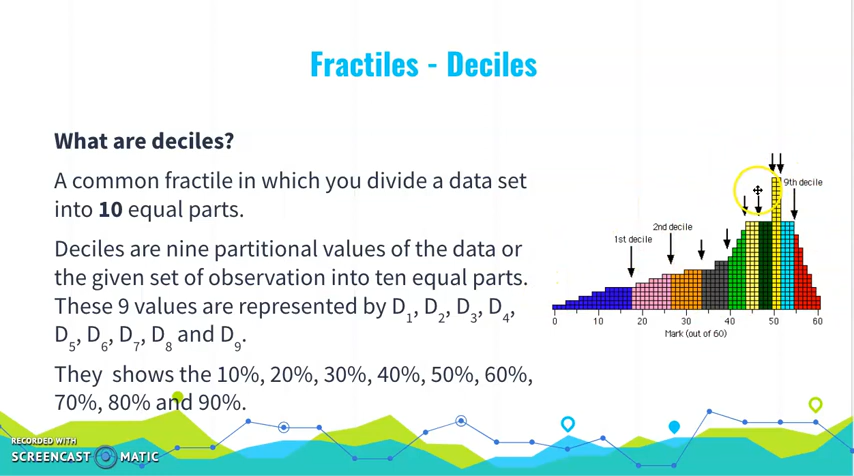 Fractiles - Deciles
What are deciles?
A common fractile in which you divide a data set
into 10 equal parts.
Deciles are nine partitional values of the data or
the given set of observation into ten equal parts.
These 9 values are represented by D1, D2, D3, D4,
D5, D6, D7, D8 and D9.
They  shows the 10%, 20%, 30%, 40%, 50%, 60%,
70%, 80% and 90%.
9th decile
2nd decile
1st decile
0 10 20 30 40 50 60
Mark (out of 60)
RECORDED WITH
SCREENCAST MATIC